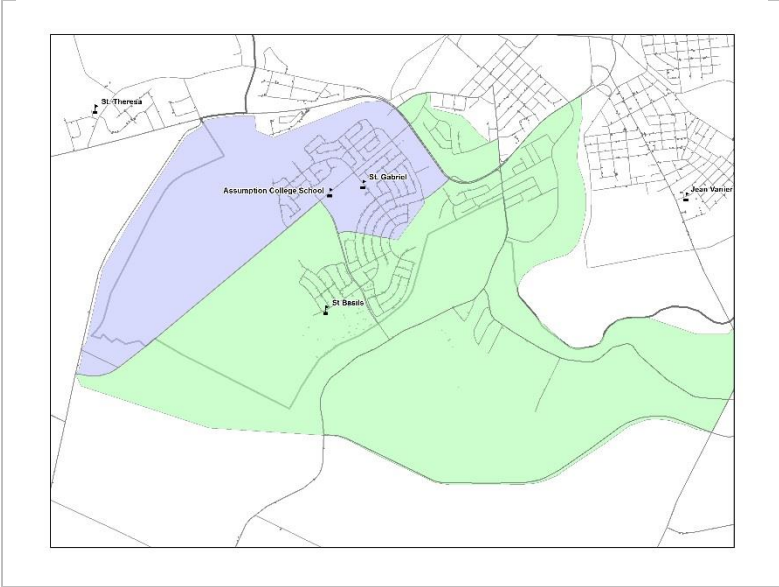 St. Theresa
St. Gabriel
Assumption College School
Jean Vanier
St Basils